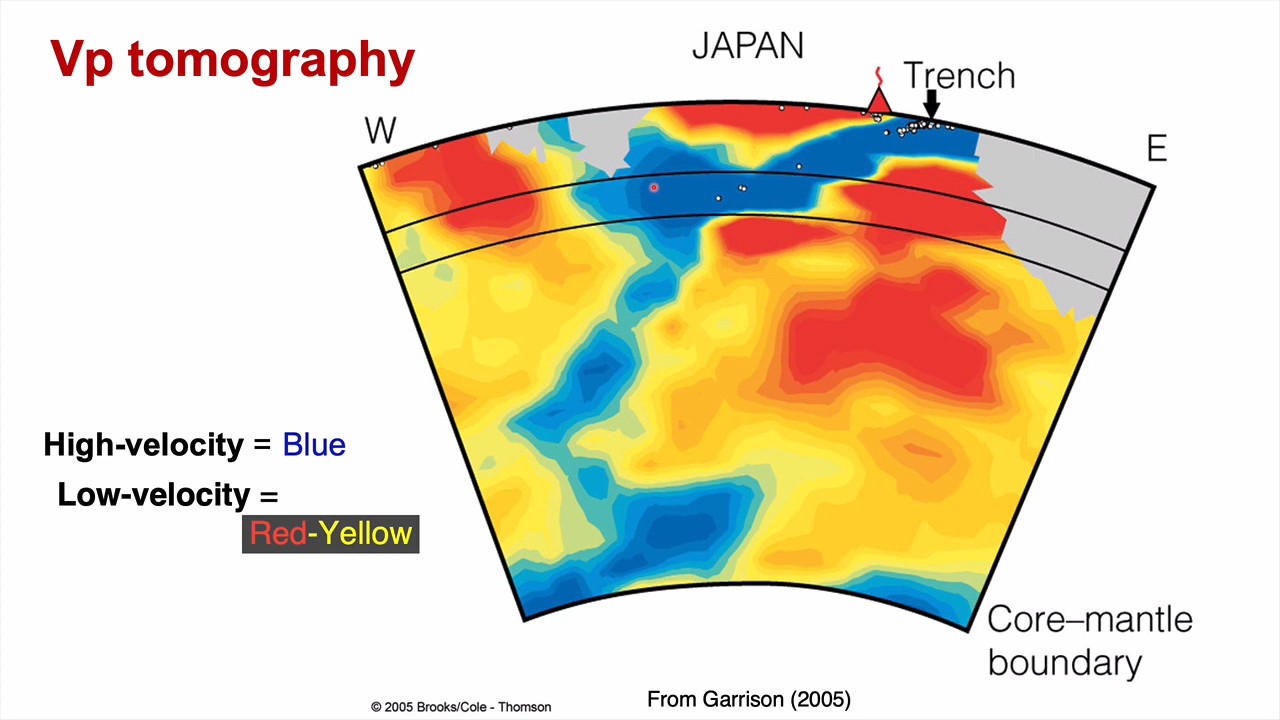 Vp tomography
JAPAN
Trench
W
E
High-velocity = Blue
Low-velocity =
Red-Yellow
Core–mantle
boundary
© 2005 Brooks/Cole - Thomson
From Garrison (2005)